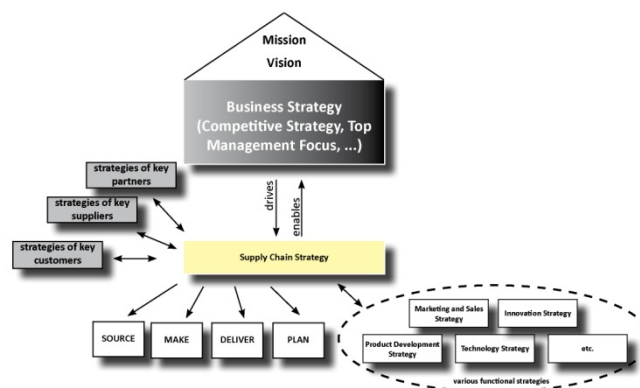 Mission
Vision
Business Strategy
(Competitive Strategy, Top
Management Focus, ...)
strategies of key
partners
strategies of key
suppliers
strategies of key
customers
drives
enables
Supply Chain Strategy
SOURCE
MAKE
DELIVER
PLAN
Marketing and Sales
Strategy
Innovation Strategy
Product Development
Strategy
Technology Strategy
etc.
various functional strategies